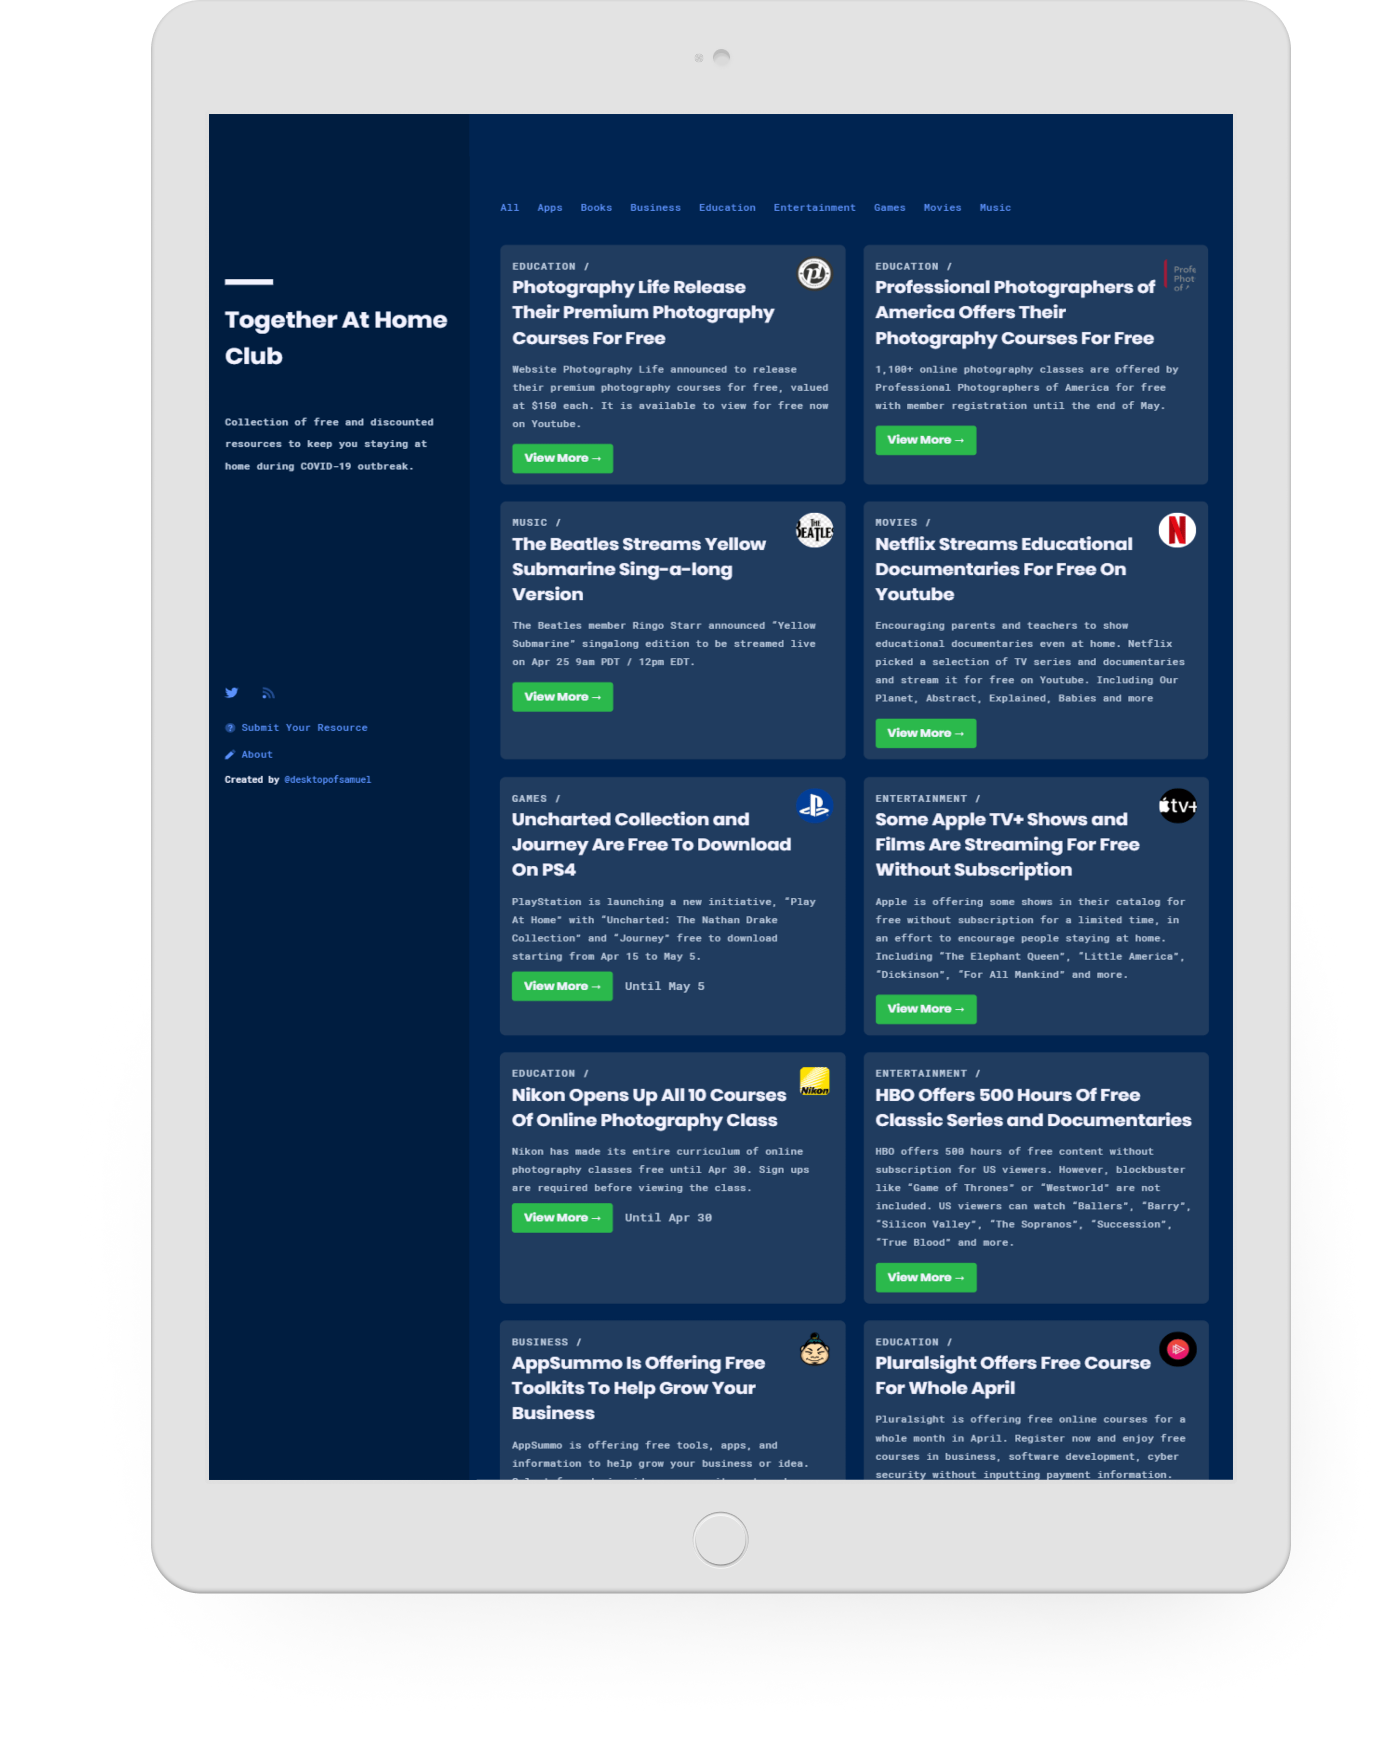 Together At Home
Club
Collection of free and discounted
resources to keep you staying at
home during COVID-19 outbreak.
Submit Your Resource
About
Created by @desktopofsamuel
All Apps Books Business Education Entertainment Games Movies Music
EDUCATION /
Photography Life Release
Their Premium Photography
Courses For Free
Website Photography Life announced to release
their premium photography courses for free, valued
at $150 each. It is available to view for free now
on Youtube.
View More →
EDUCATION /
Professional Photographers of
America Offers Their
Photography Courses For Free
Profe
Phot
of
1,100+ online photography classes are offered by
Professional Photographers of America for free
with member registration until the end of May.
View More →
MUSIC /
The Beatles Streams Yellow
Submarine Sing-a-long
Version
THE
BEATLES
The Beatles member Ringo Starr announced “Yellow
Submarine” singalong edition to be streamed live
on Apr 25 9am PDT / 12pm EDT.
View More →
MOVIES /
Netflix Streams Educational
Documentaries For Free On
Youtube
N
Encouraging parents and teachers to show
educational documentaries even at home. Netflix
picked a selection of TV series and documentaries
and stream it for free on Youtube. Including Our
Planet, Abstract, Explained, Babies and more
View More →
GAMES /
Uncharted Collection and
Journey Are Free To Download
On PS4
PlayStation is launching a new initiative, “Play
At Home” with “Uncharted: The Nathan Drake
Collection” and “Journey” free to download
starting from Apr 15 to May 5.
View More → Until May 5
ENTERTAINMENT /
Some Apple TV+ Shows and
Films Are Streaming For Free
Without Subscription
tv+
Apple is offering some shows in their catalog for
free without subscription for a limited time, in
an effort to encourage people staying at home.
Including “The Elephant Queen”, “Little America”,
“Dickinson”, “For All Mankind” and more.
View More →
EDUCATION /
Nikon Opens Up All 10 Courses
Of Online Photography Class
Nikon
Nikon has made its entire curriculum of online
photography classes free until Apr 30. Sign ups
are required before viewing the class.
View More → Until Apr 30
ENTERTAINMENT /
HBO Offers 500 Hours Of Free
Classic Series and Documentaries
HBO offers 500 hours of free content without
subscription for US viewers. However, blockbuster
like “Game of Thrones” or “Westworld” are not
included. US viewers can watch “Ballers”, “Barry”,
“Silicon Valley”, “The Sopranos”, “Succession”,
“True Blood” and more.
View More →
BUSINESS /
AppSummo Is Offering Free
Toolkits To Help Grow Your
Business
AppSummo is offering free tools, apps, and
information to help grow your business or idea.
EDUCATION /
Pluralsight Offers Free Course
For Whole April
Pluralsight is offering free online courses for a
whole month in April. Register now and enjoy free
courses in business, software development, cyber
security without inputting payment information.